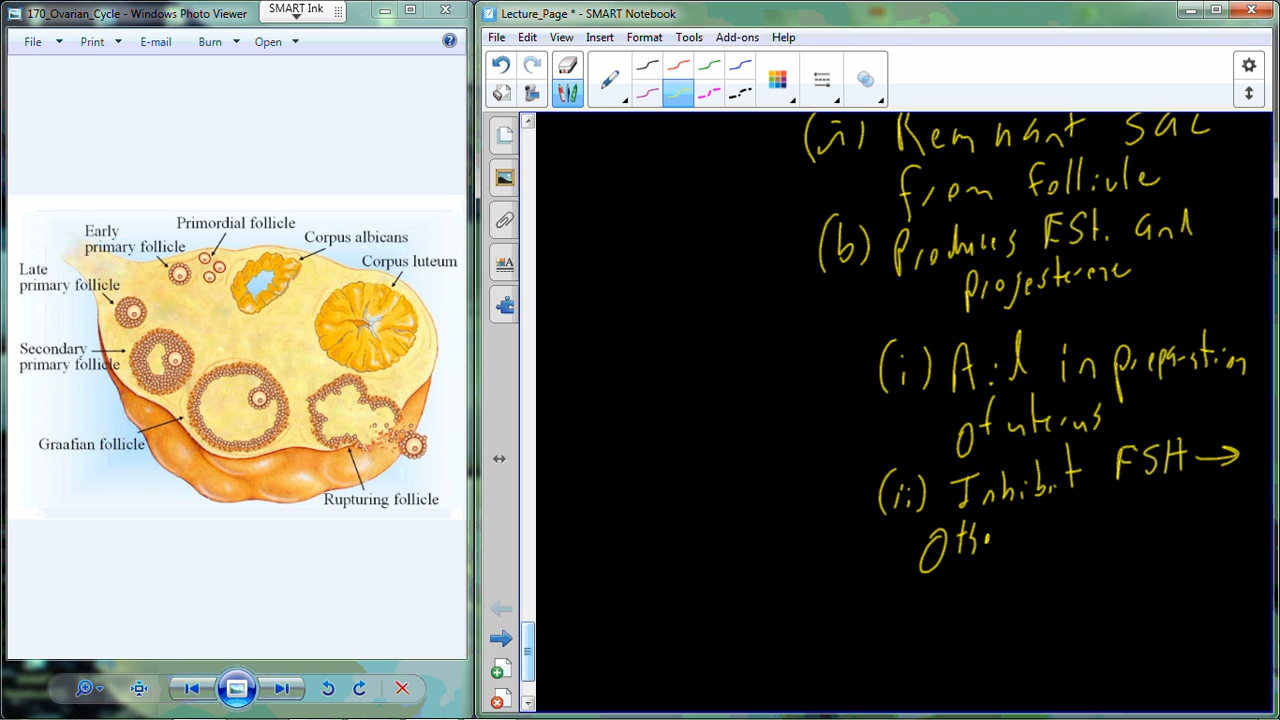 170_Ovarian_Cycle - Windows Photo Viewer
SMART Ink
File Print E-mail Burn Open
Early
primary follicle
Primordial follicle
Corpus albicans
Corpus luteum
Late
primary follicle
Secondary
primary follicle
Graafian follicle
Rupturing follicle
Lecture_Page * - SMART Notebook
File Edit View Insert Format Tools Add-ons Help
Remnant sac
from follicle
(b) Produces Est. and
progesterone
(i) Aid in preparation
of uterus
(ii) Inhibit FSH →
Oth